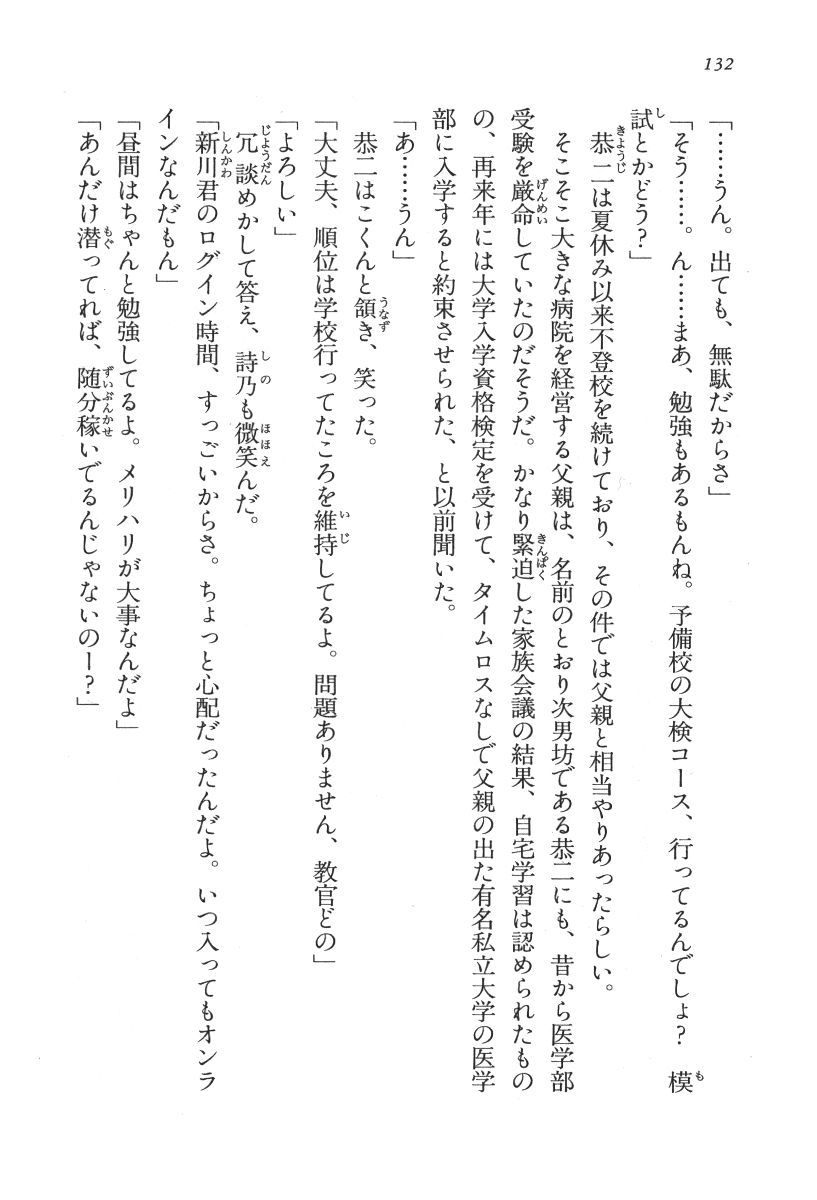 132
「……うん。出ても、無駄だからさ」
「そう……。ん……まあ、勉強もあるもんね。予備校の大検コース、行ってるんでしょ？　模
試とかどう？」
恭二は夏休み以来不登校を続けており、その件では父親と相当やりあったらしい。
そこそこ大きな病院を経営する父親は、名前のとおり次男坊である恭二にも、昔から医学部
受験を厳命していたのだそうだ。かなり緊迫した家族会議の結果、自宅学習は認められたもの
の、再来年には大学入学資格検定を受けて、タイムロスなしで父親の出た有名私立大学の医学
部に入学すると約束させられた、と以前聞いた。
「あ……うん」
恭二はこくんと頷き、笑った。
「大丈夫、順位は学校行ってたころを維持してるよ。問題ありません、教官どの」
「よろしい」
冗談めかして答え、詩乃も微笑んだ。
「新川君のログイン時間、すっごいからさ。ちょっと心配だったんだよ。いつ入ってもオンラ
インなんだもん」
「昼間はちゃんと勉強してるよ。メリハリが大事なんだよ」
「あんだけ潜ってれば、随分稼いでるんじゃないのー？」